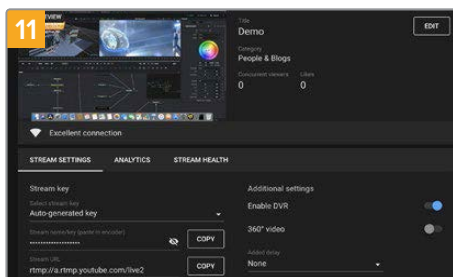 11
VIEW
Title
Demo
EDIT
Category
People & Blogs
Concurrent viewers Likes
0 0
Excellent connection
STREAM SETTINGS ANALYTICS STREAM HEALTH
Stream key
Additional settings
Select stream key
Auto-generated key
Enable DVR
Stream name/key (paste in encoder)
COPY
360° video
Stream URL
rtmp://a.rtmp.youtube.com/live2
COPY
Added delay
None